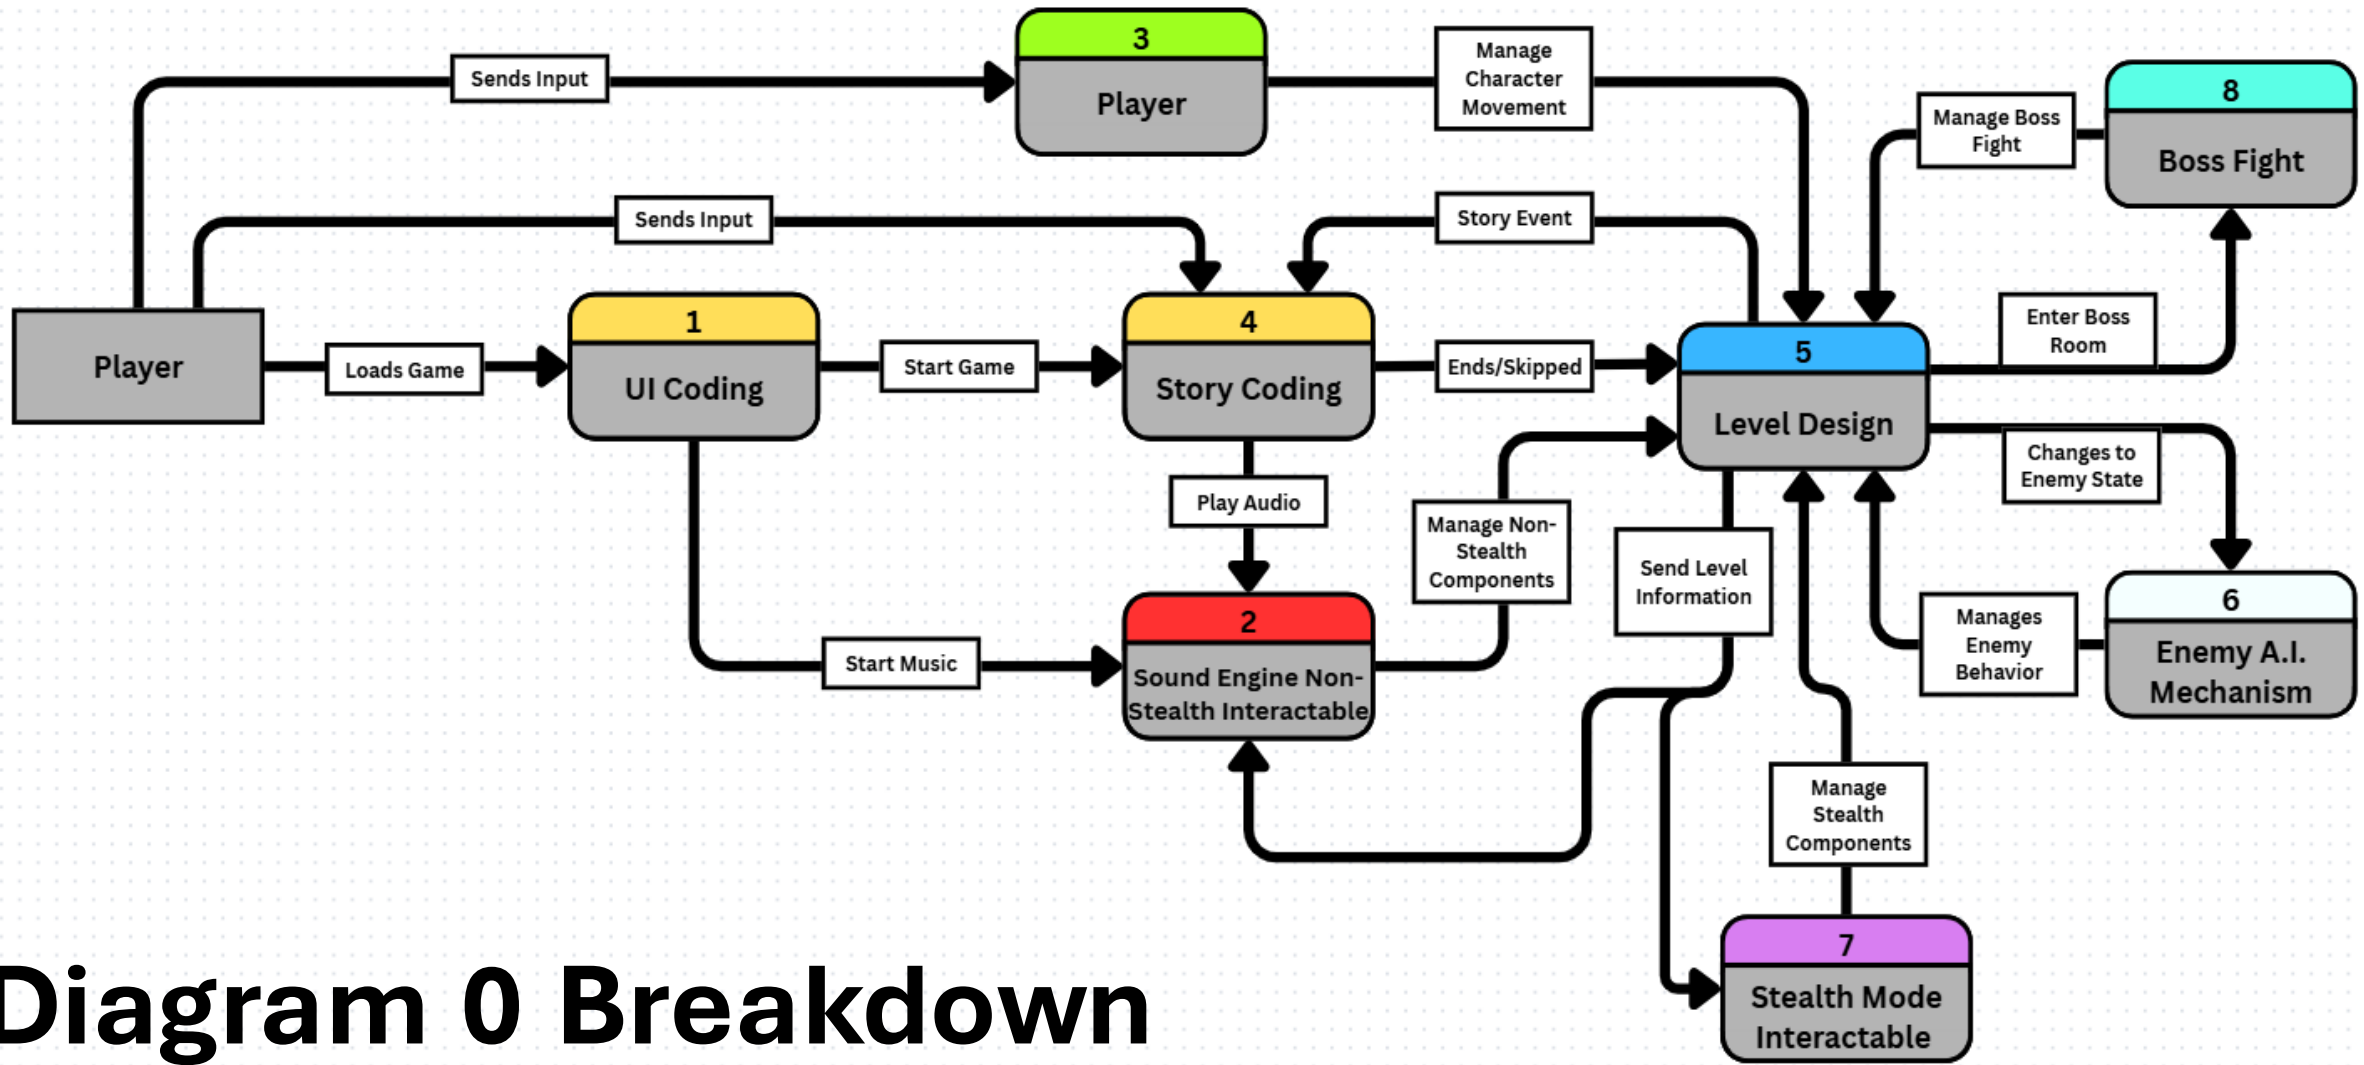 3
Player
Sends Input
Manage
Character
Movement
8
Boss Fight
Manage Boss
Fight
Sends Input
Story Event
Enter Boss
Room
Player
Loads Game
1
UI Coding
Start Game
4
Story Coding
Ends/Skipped
5
Level Design
Changes to
Enemy State
Play Audio
Manage Non-
Stealth
Components
Send Level
Information
6
Enemy A.I.
Mechanism
Manages
Enemy
Behavior
Start Music
2
Sound Engine Non-
Stealth Interactable
Manage
Stealth
Components
7
Stealth Mode
Interactable
Diagram 0 Breakdown